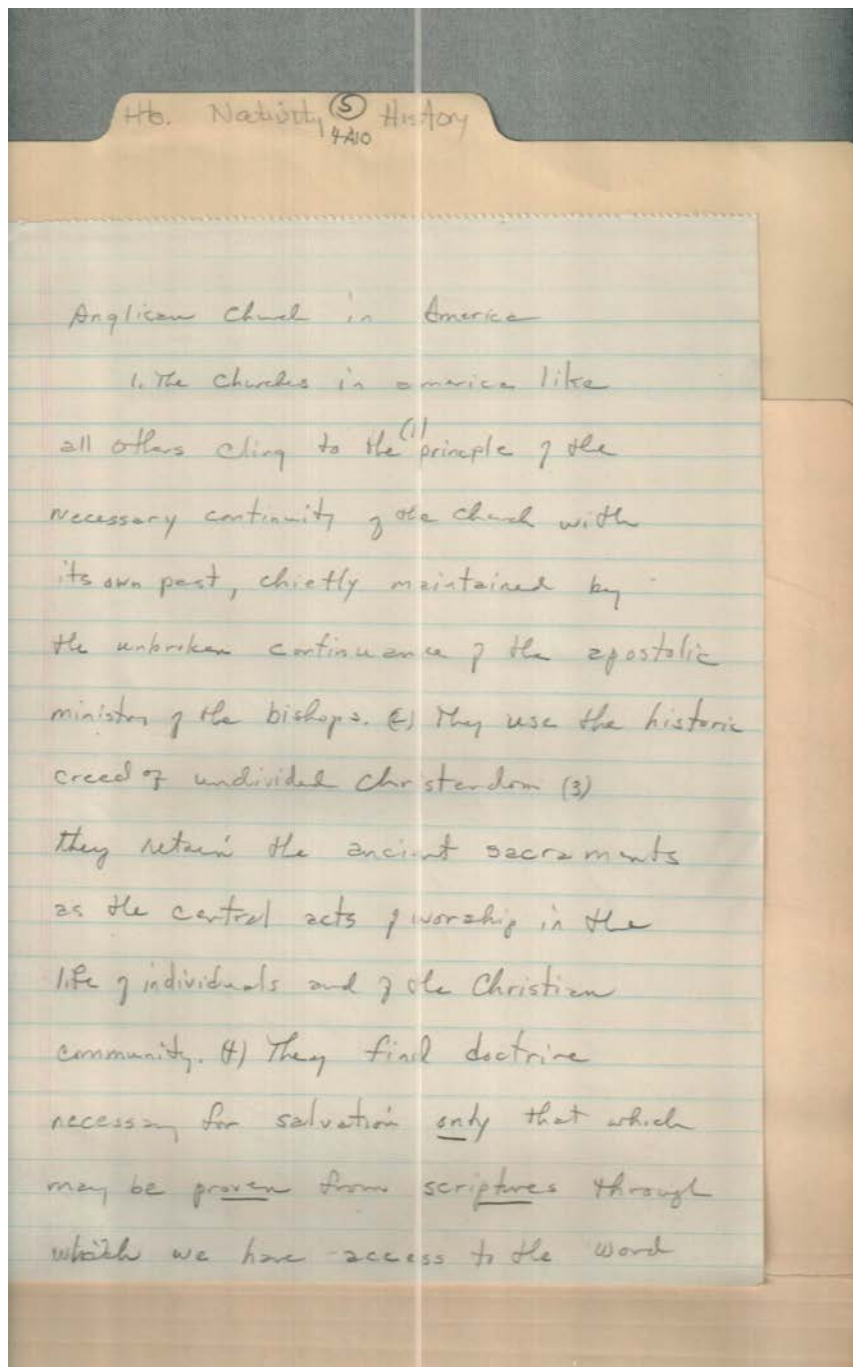 Hb. Nativity (5) History
4A10
Anglican Church in America
1. The Churches in america like
all others cling to the (1) principle of the
necessary continuity of the church with
its own past, chiefly maintained by
the unbroken continuance of the apostolic
ministry of the bishops. (2) They use the historic
creed of undivided Christendom (3)
they retain the ancient sacraments
as the central acts of worship in the
life of individuals and of the Christian
community. (4) They find doctrine
necessary for salvation only that which
may be proven from scriptures through
which we have access to the word